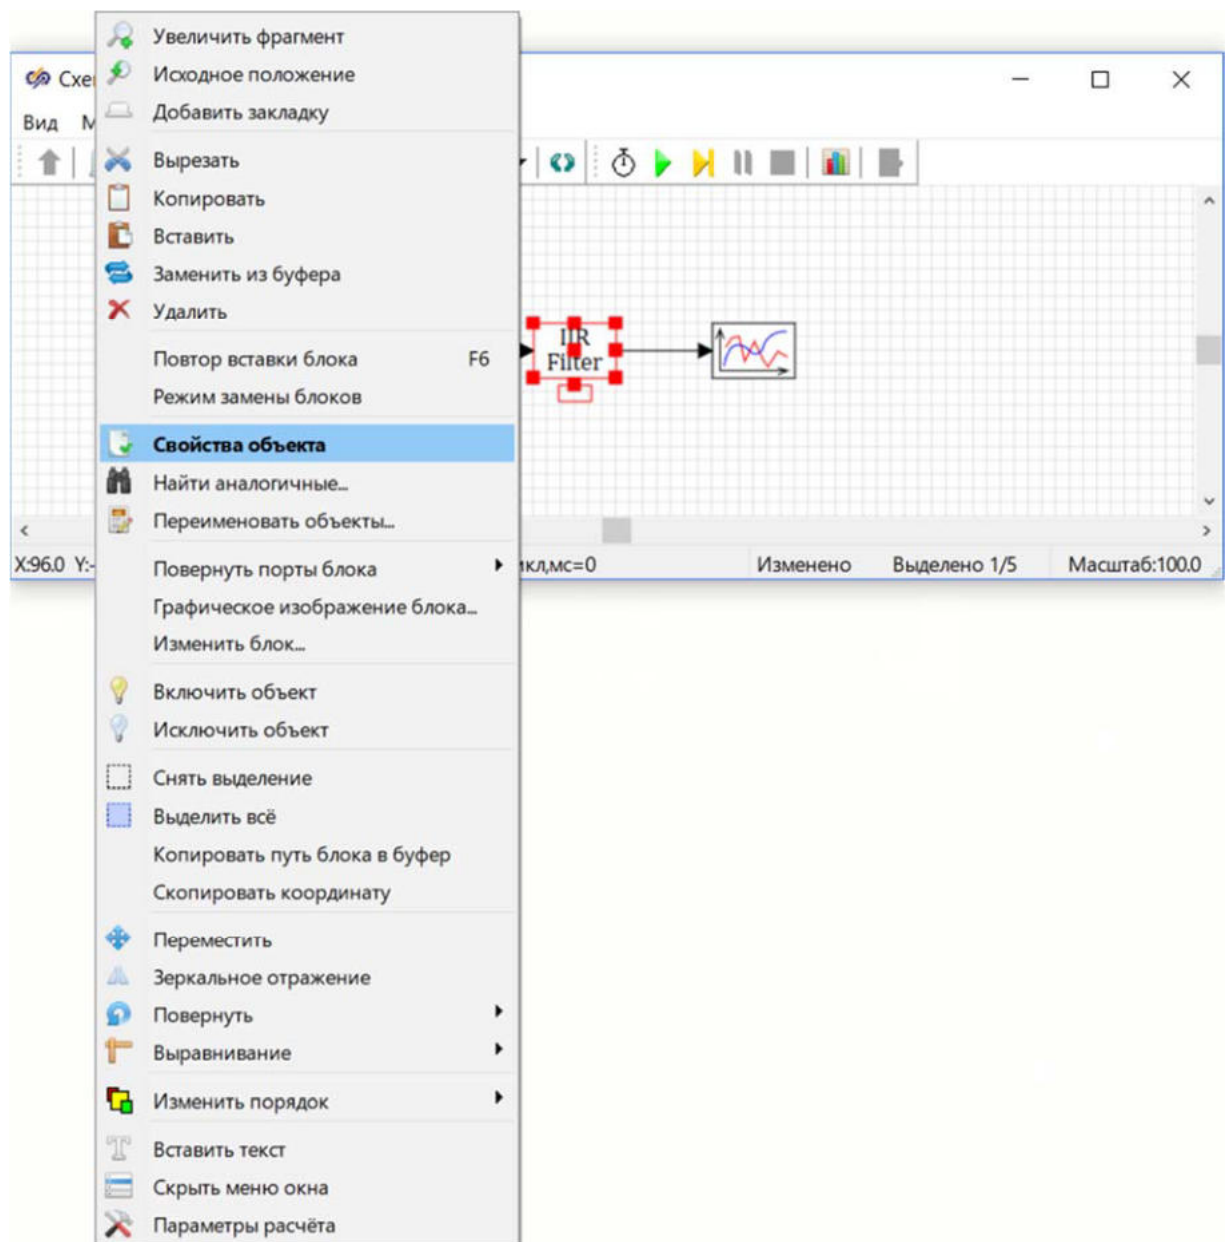 Увеличить фрагмент
Исходное положение
Добавить закладку
Вырезать
Копировать
Вставить
Заменить из буфера
Удалить
Повтор вставки блока F6
Режим замены блоков
Свойства объекта
Найти аналогичные...
Переименовать объекты...
Повернуть порты блока
Графическое изображение блока...
Изменить блок...
Включить объект
Исключить объект
Снять выделение
Выделить всё
Копировать путь блока в буфер
Скопировать координату
Переместить
Зеркальное отражение
Повернуть
Выравнивание
Изменить порядок
Вставить текст
Скрыть меню окна
Параметры расчёта
Вид
IIR
Filter
X:96.0 Y:- мс=0 Изменено Выделено 1/5 Масштаб:100.0